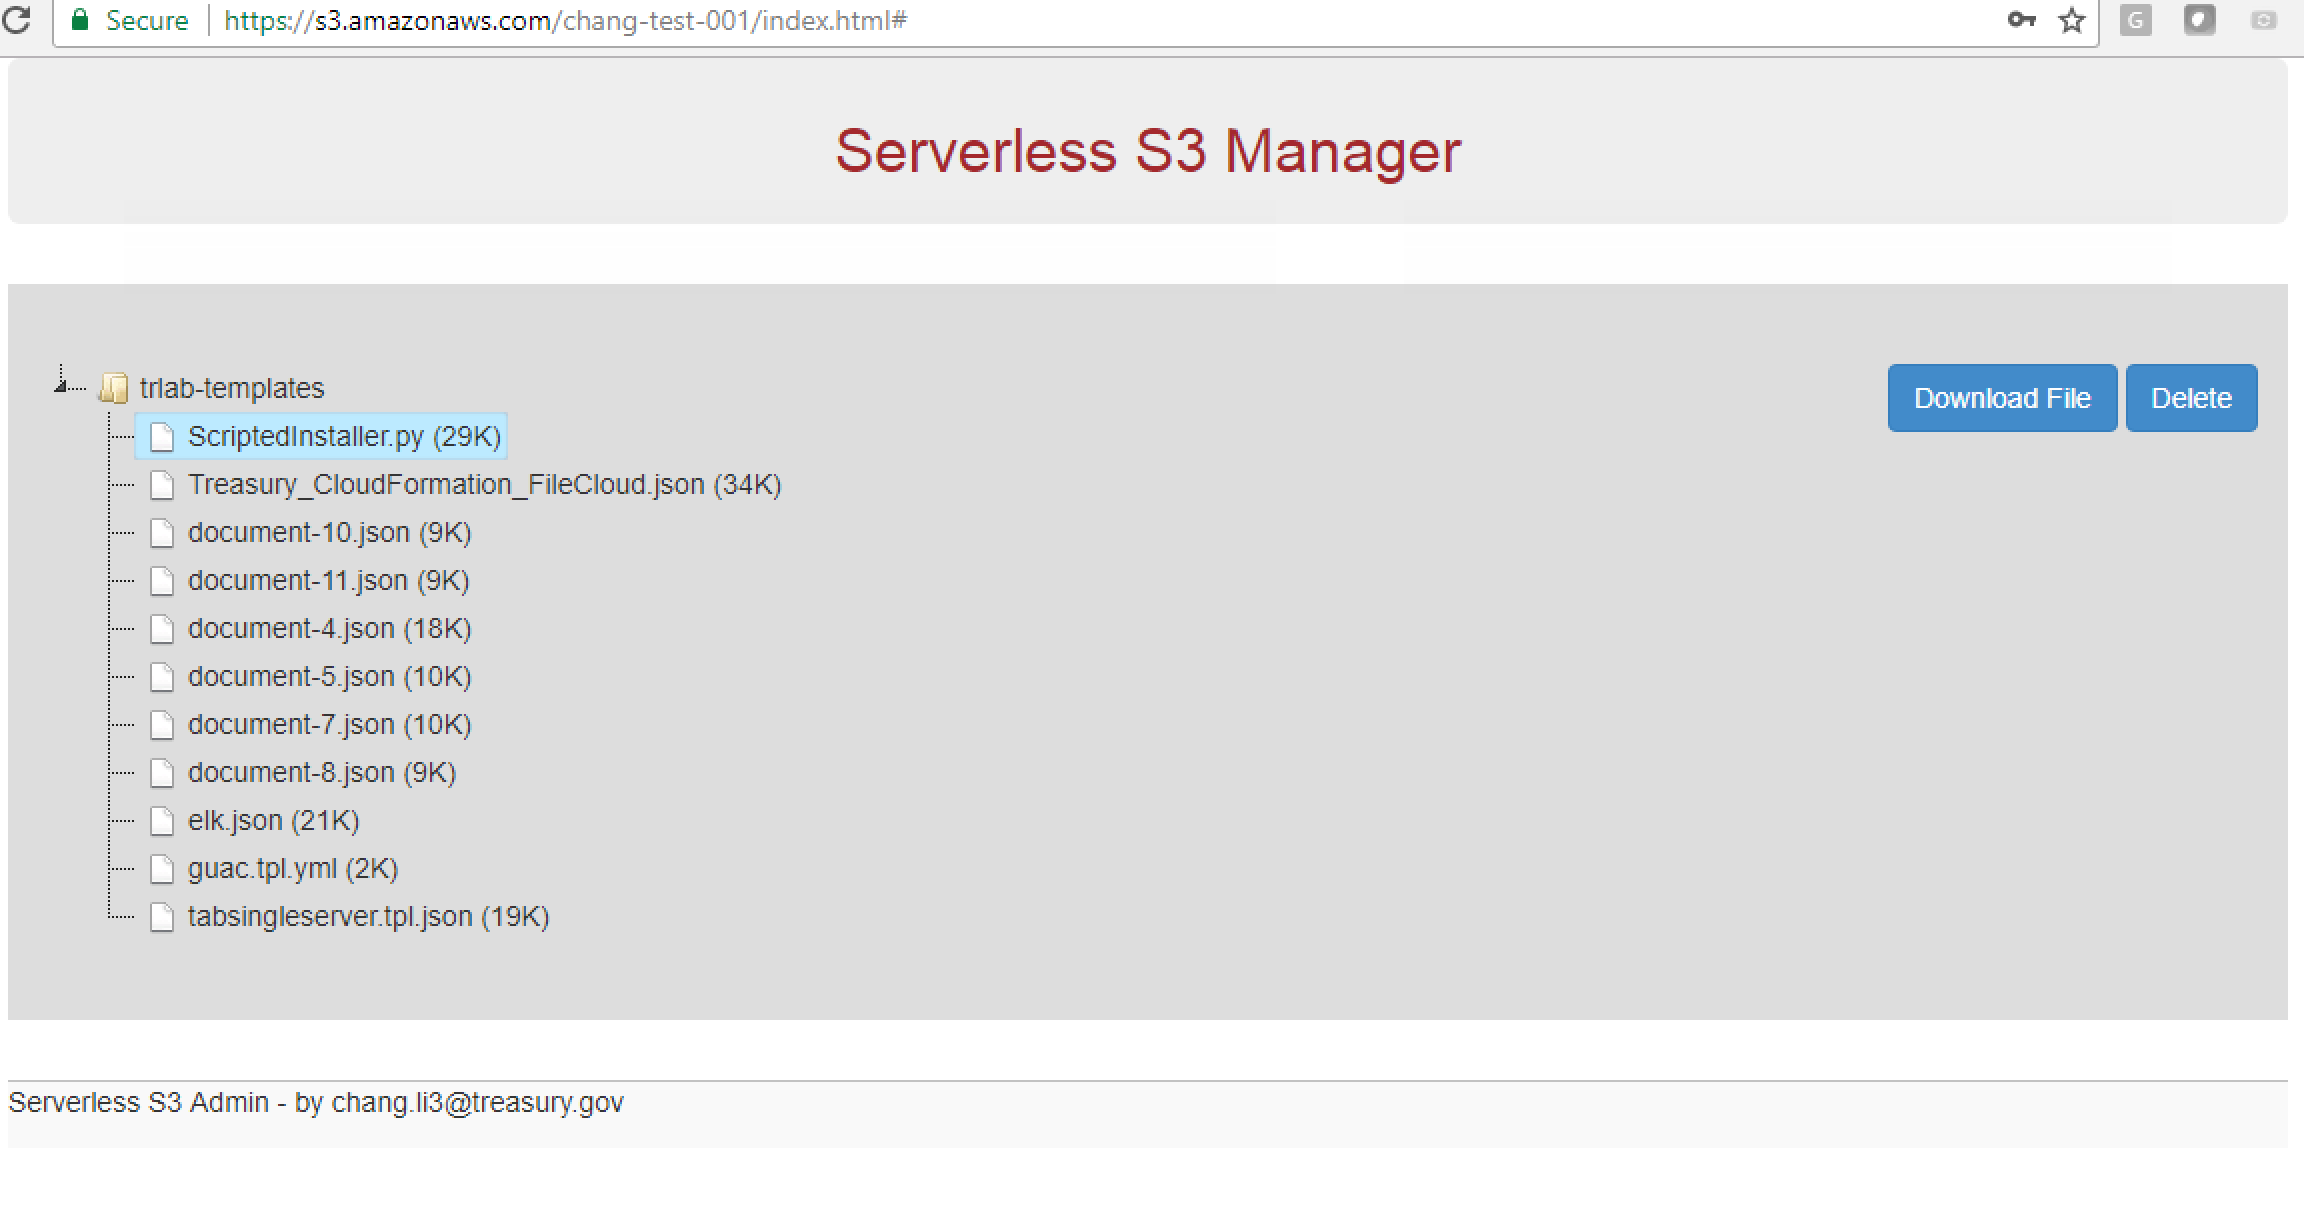 Secure | https://s3.amazonaws.com/chang-test-001/index.html#
G
Serverless S3 Manager
trlab-templates
Download File Delete
ScriptedInstaller.py (29K)
Treasury_CloudFormation_FileCloud.json (34K)
document-10.json (9K)
document-11.json (9K)
document-4.json (18K)
document-5.json (10K)
document-7.json (10K)
document-8.json (9K)
elk.json (21K)
guac.tpl.yml (2K)
tabsingleserver.tpl.json (19K)
Serverless S3 Admin - by chang.li3@treasury.gov